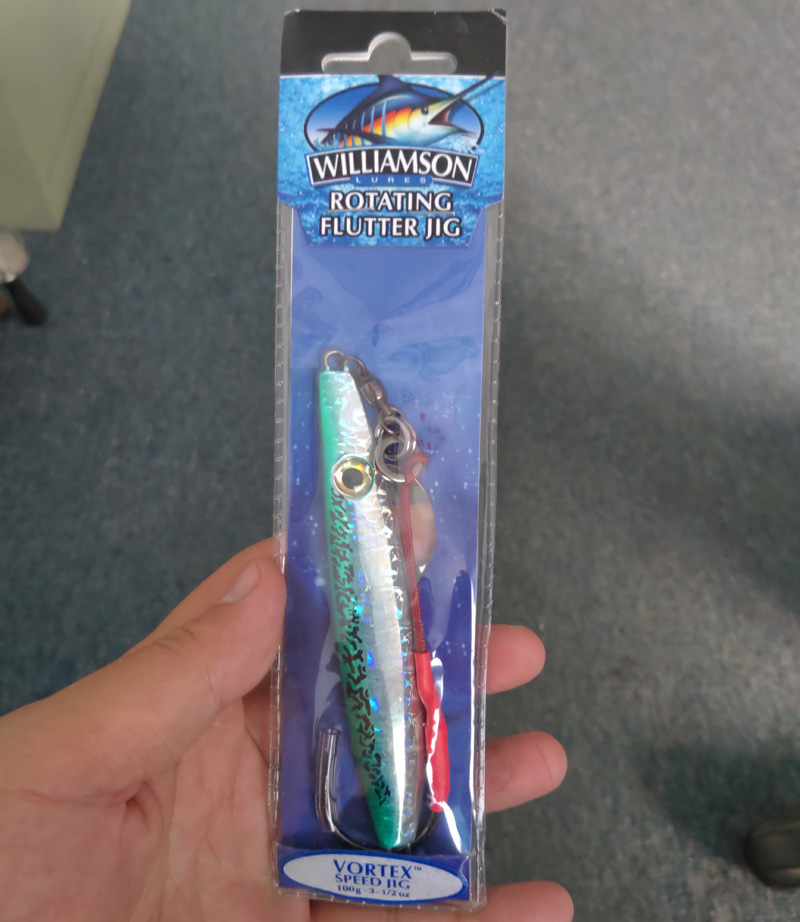 WILLIAMSON
LURES
ROTATING
FLUTTER JIG
VORTEX™
SPEED JIG
100g - 3-1/2 oz